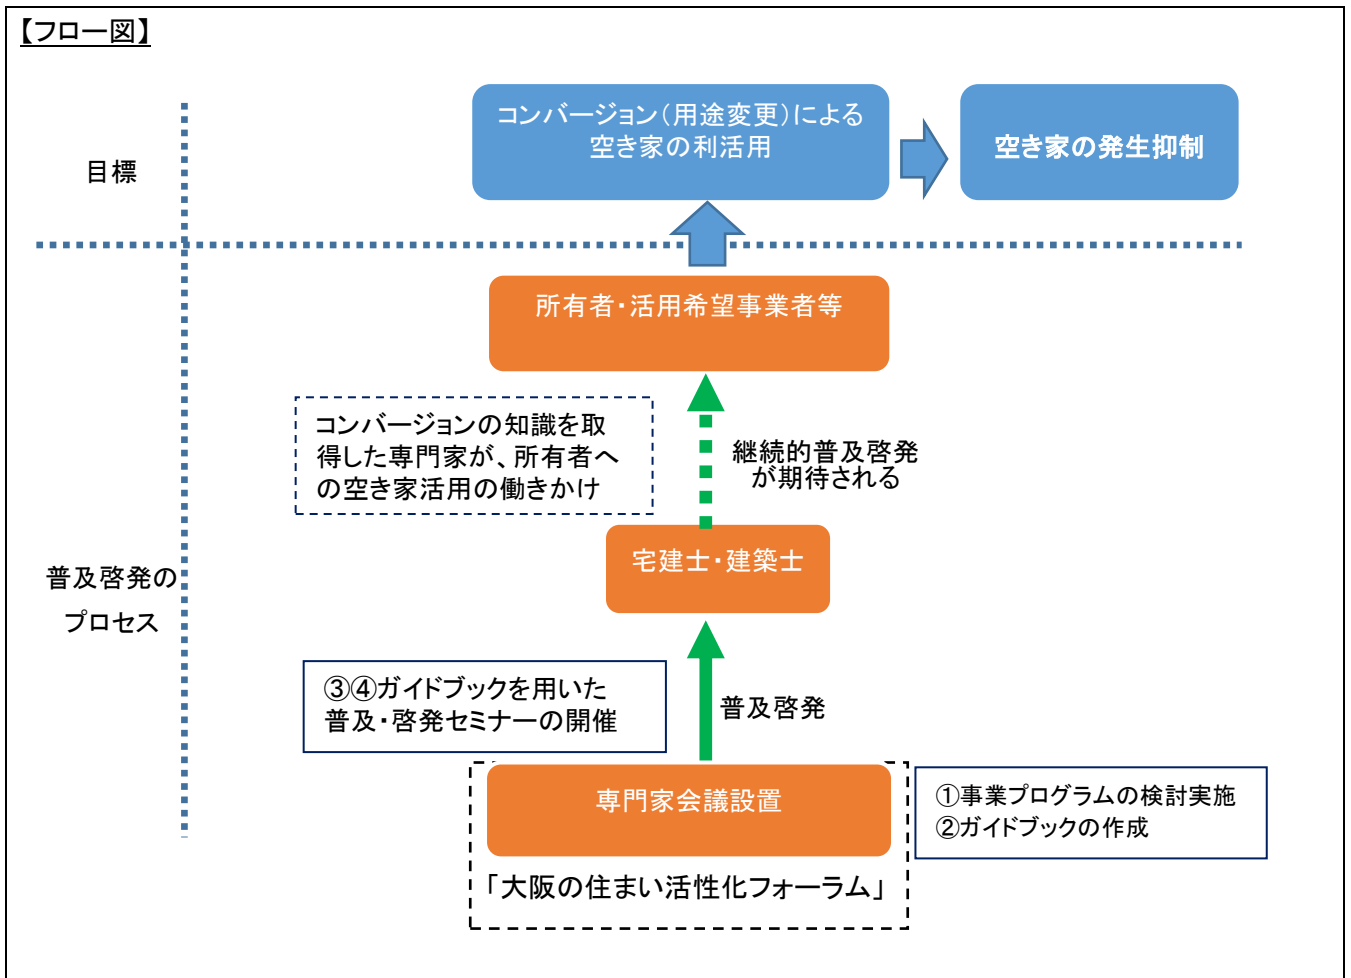 【フロー図】
コンバージョン（用途変更）による
空き家の利活用
空き家の発生抑制
目標
所有者・活用希望事業者等
コンバージョンの知識を取
得した専門家が、所有者へ
の空き家活用の働きかけ
継続的普及啓発
が期待される
宅建士・建築士
普及啓発の
プロセス
③④ガイドブックを用いた
普及・啓発セミナーの開催
普及啓発
専門家会議設置
①事業プログラムの検討実施
②ガイドブックの作成
「大阪の住まい活性化フォーラム」